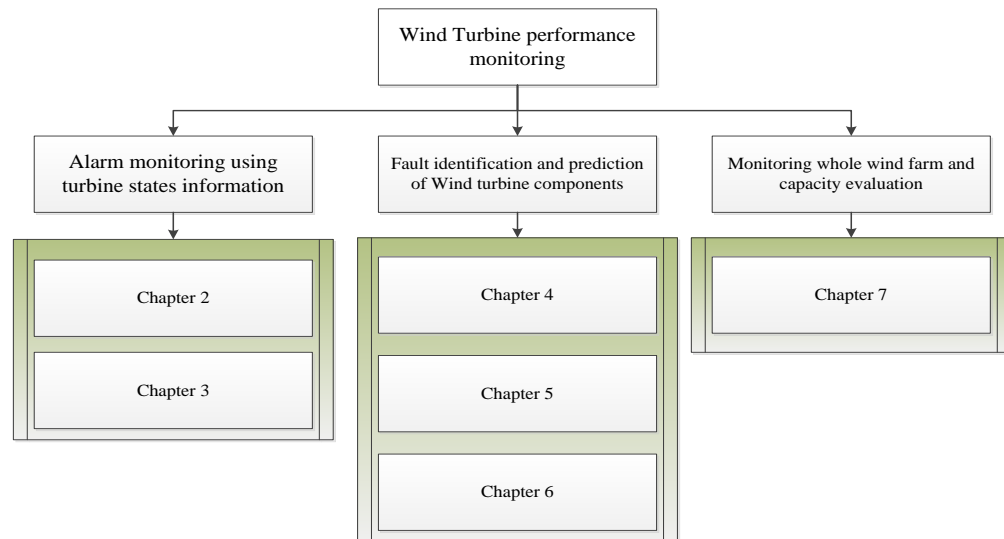 Wind Turbine performance
monitoring
Alarm monitoring using
turbine states information
Fault identification and prediction
of Wind turbine components
Monitoring whole wind farm and
capacity evaluation
Chapter 2
Chapter 3
Chapter 4
Chapter 5
Chapter 6
Chapter 7